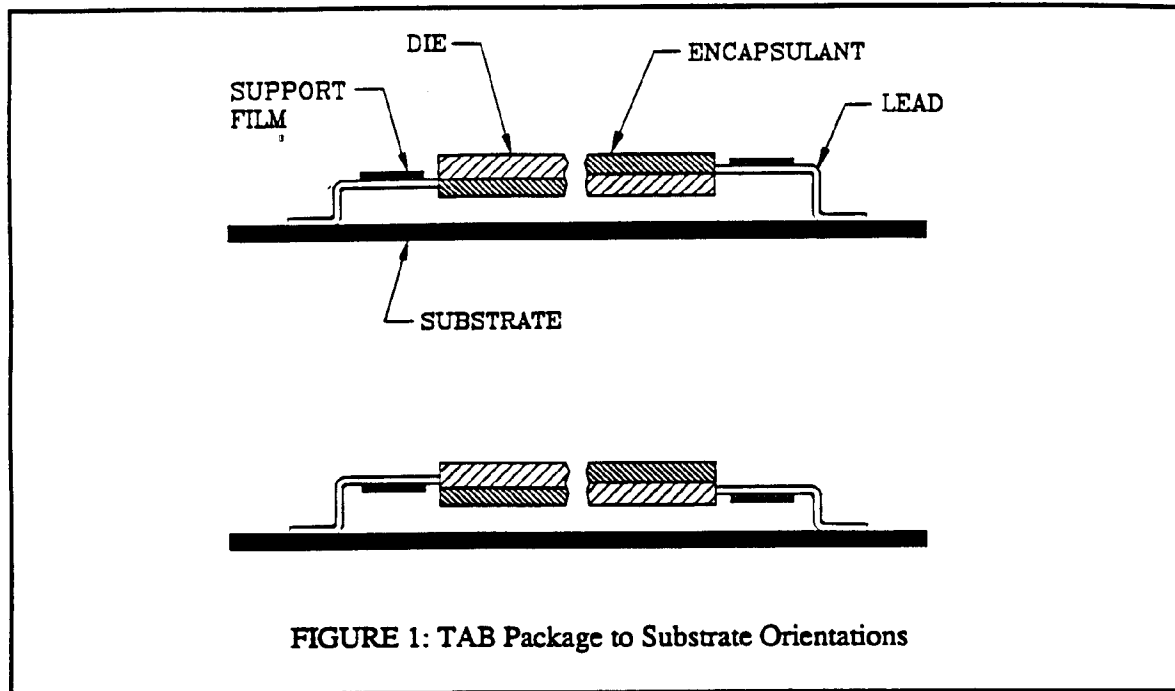 DIE
ENCAPSULANT
SUPPORT
FILM
LEAD
SUBSTRATE
FIGURE 1: TAB Package to Substrate Orientations